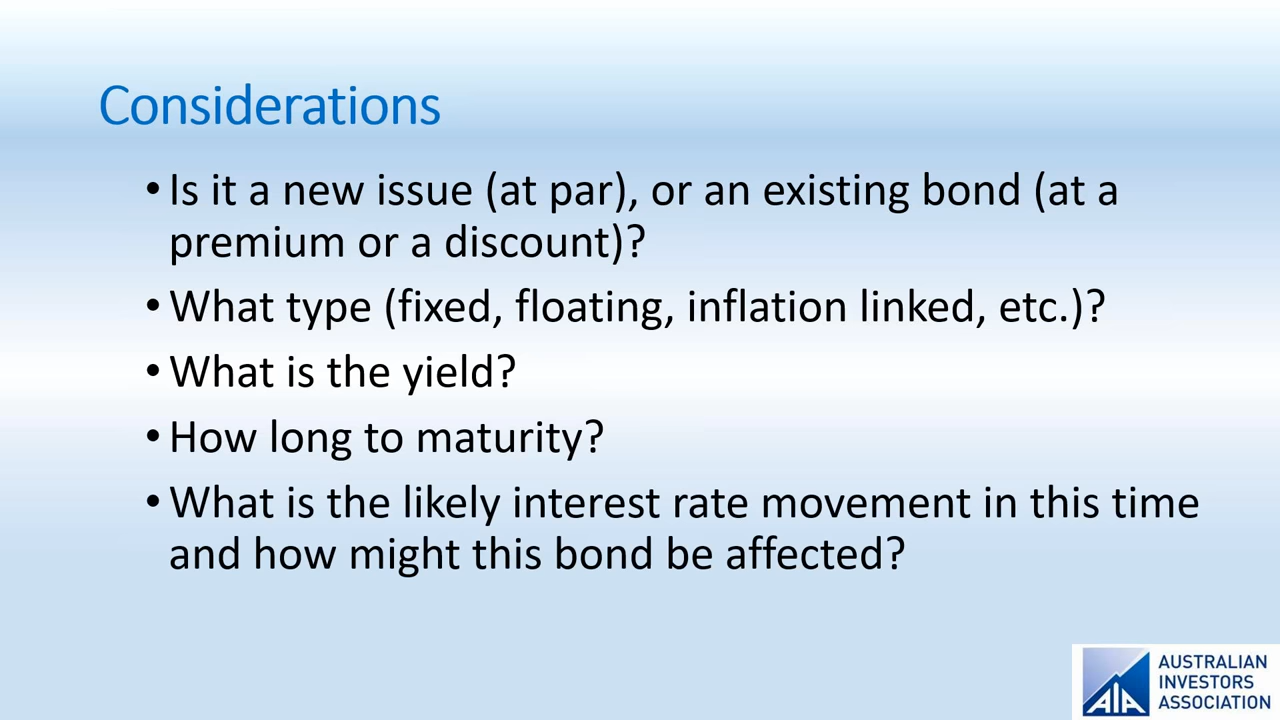 Considerations
• Is it a new issue (at par), or an existing bond (at a
premium or a discount)?
• What type (fixed, floating, inflation linked, etc.)?
• What is the yield?
• How long to maturity?
• What is the likely interest rate movement in this time
and how might this bond be affected?
AIA
AUSTRALIAN
INVESTORS
ASSOCIATION